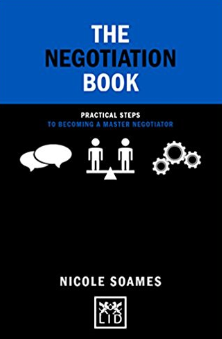 THE
NEGOTIATION
BOOK
PRACTICAL STEPS
TO BECOMING A MASTER NEGOTIATOR
NICOLE SOAMES
LID